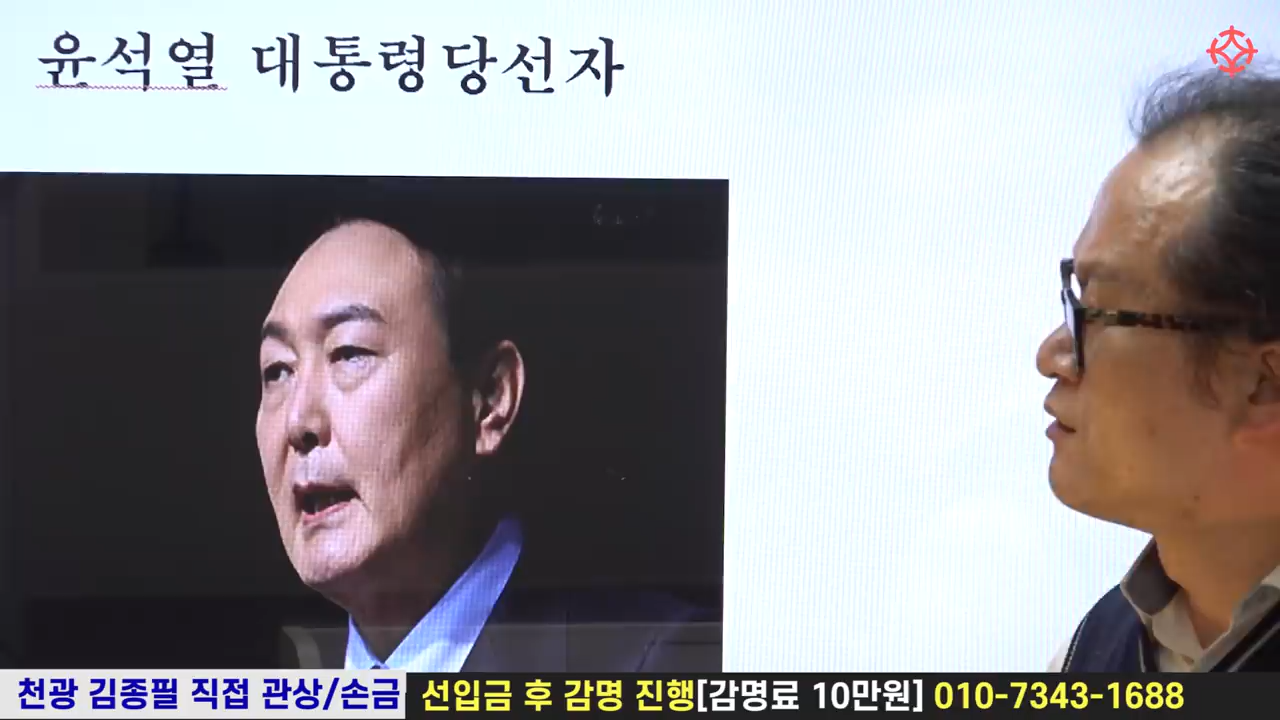 윤석열 대통령당선자
천광 김종필 직접 관상/손금 선입금 후 감명 진행[감명료 10만원] 010-7343-1688